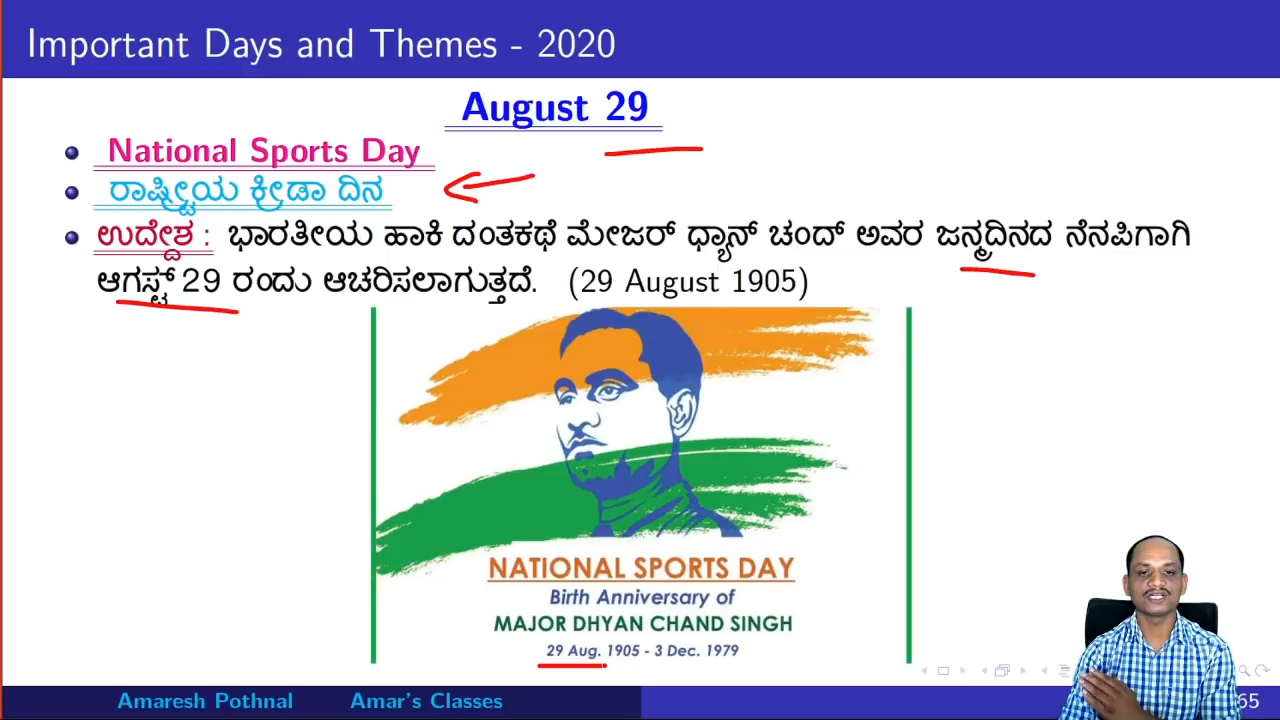 Important Days and Themes - 2020
August 29
National Sports Day
ರಾಷ್ಟ್ರೀಯ ಕ್ರೀಡಾ ದಿನ
ಉದ್ದೇಶ : ಭಾರತೀಯ ಹಾಕಿ ದಂತಕಥೆ ಮೇಜರ್ ಧ್ಯಾನ್ ಚಂದ್ ಅವರ ಜನ್ಮದಿನದ ನೆನಪಿಗಾಗಿ
ಆಗಸ್ಟ್ 29 ರಂದು ಆಚರಿಸಲಾಗುತ್ತದೆ. (29 August 1905)
NATIONAL SPORTS DAY
Birth Anniversary of
MAJOR DHYAN CHAND SINGH
29 Aug. 1905 - 3 Dec. 1979
Amaresh Pothnal Amar's Classes
65